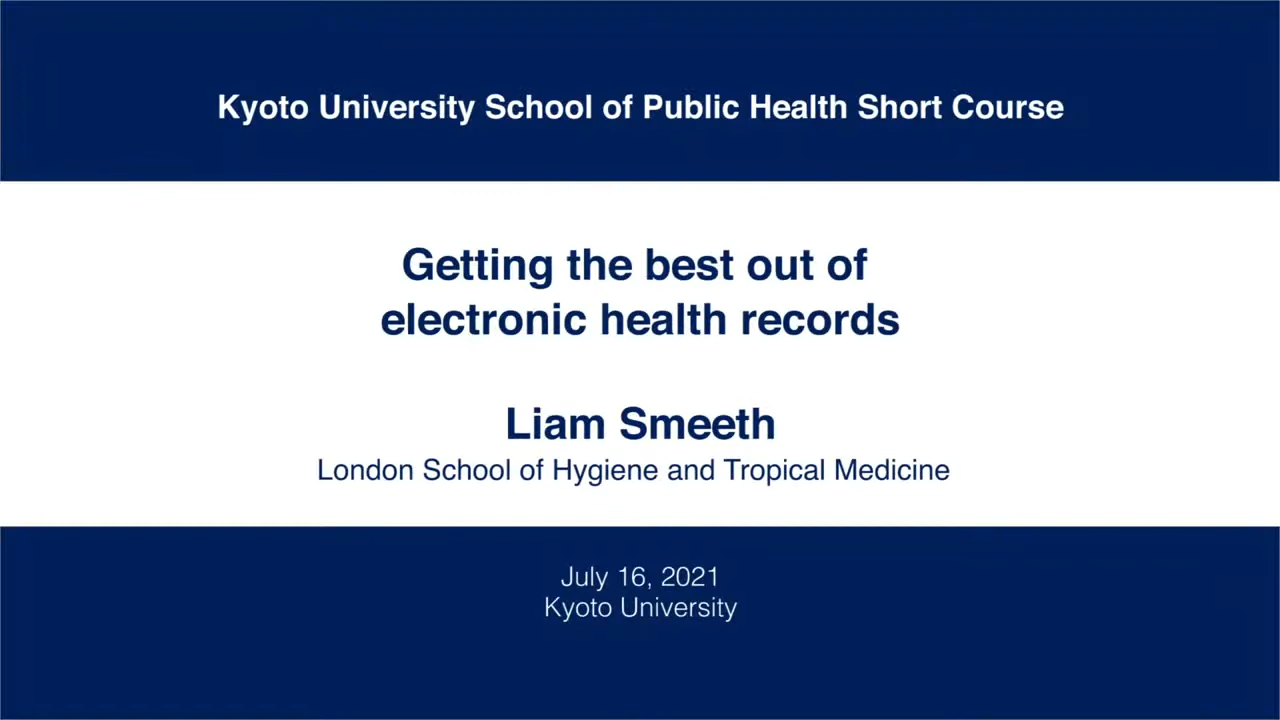 Kyoto University School of Public Health Short Course
Getting the best out of
electronic health records
Liam Smeeth
London School of Hygiene and Tropical Medicine
July 16, 2021
Kyoto University